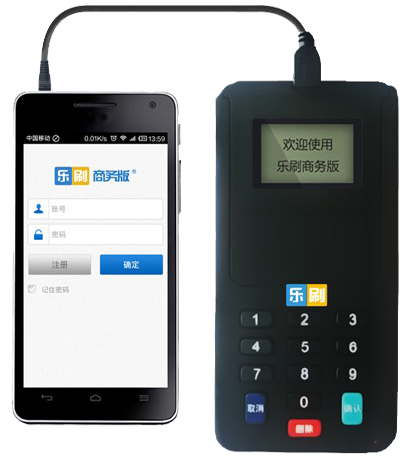 中国移动 0.01K/s 13:59
乐刷 商务版®
账号
密码
注册 确定
记住密码
欢迎使用
乐刷商务版
乐刷
1 2 3
4 5 6
7 8 9
取消 0 确认
删除